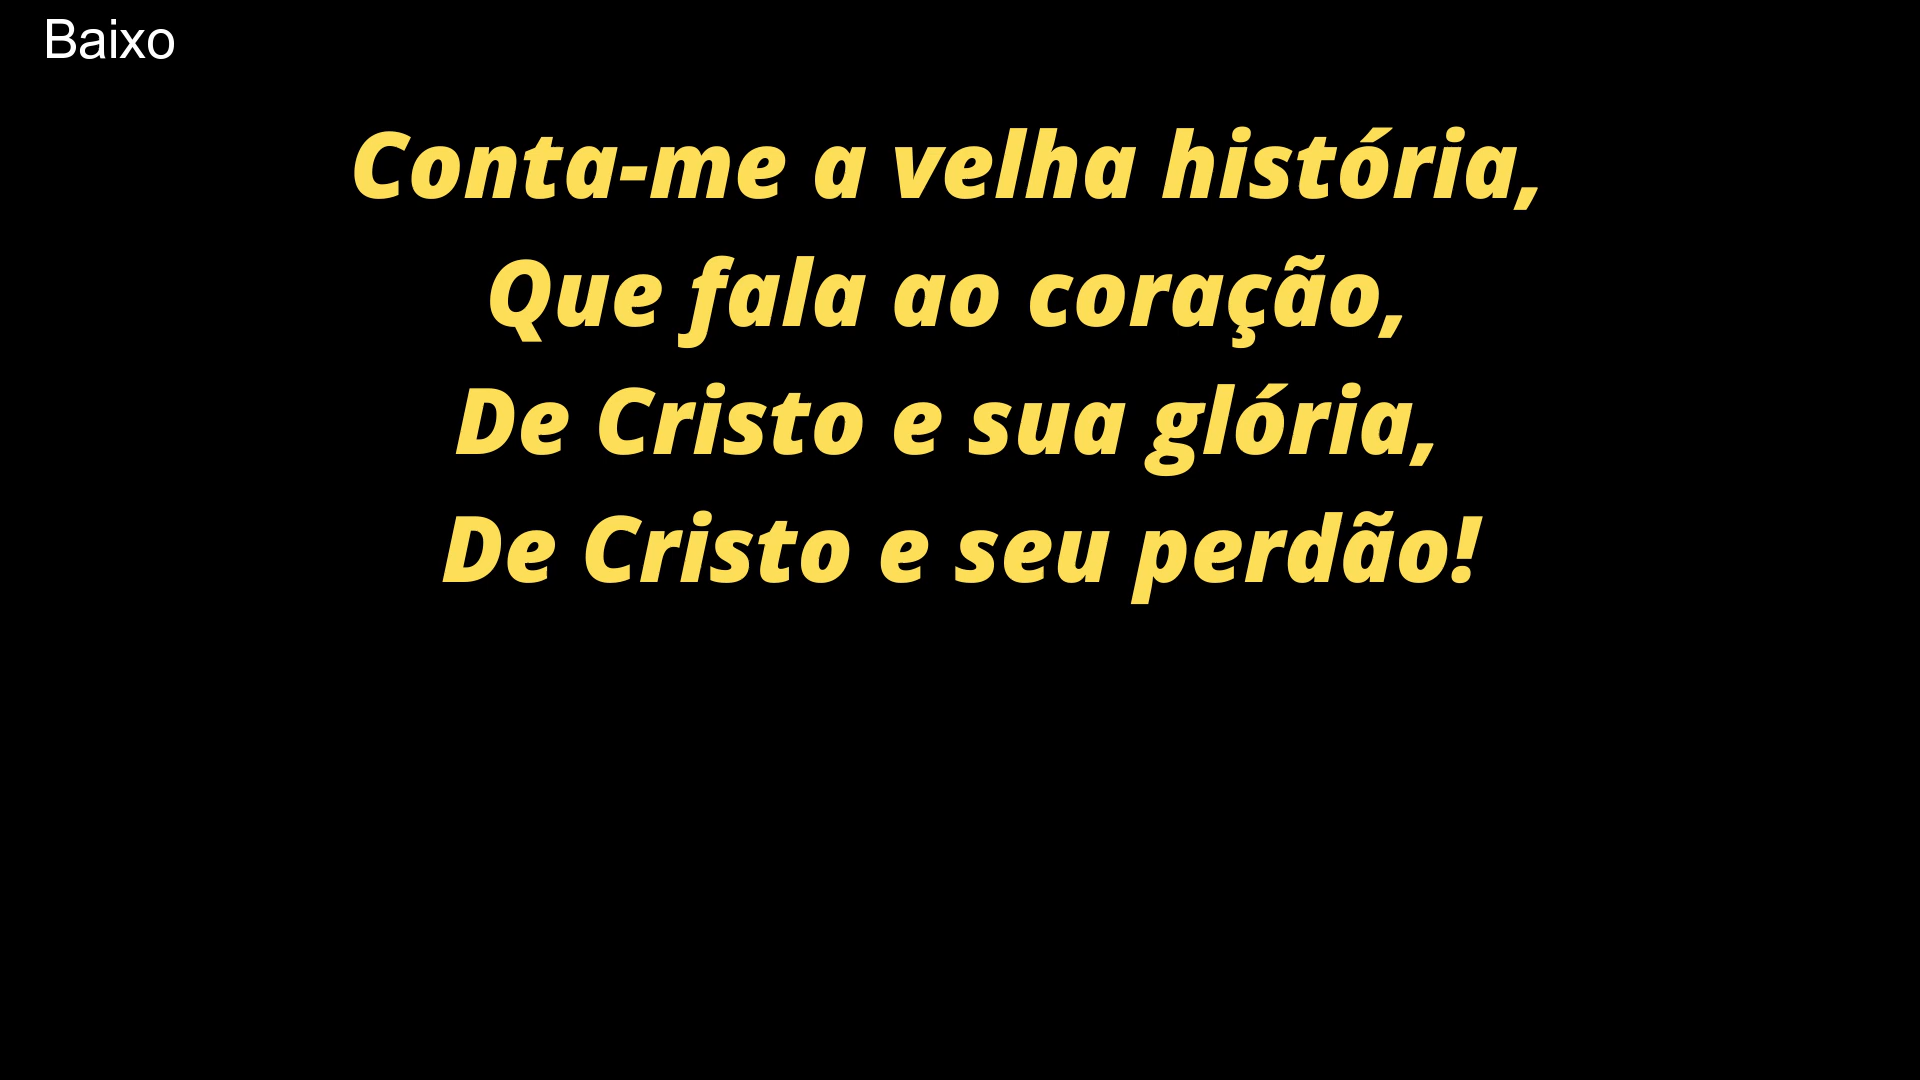 Baixo
Conta-me a velha história,
Que fala ao coração,
De Cristo e sua glória,
De Cristo e seu perdão!